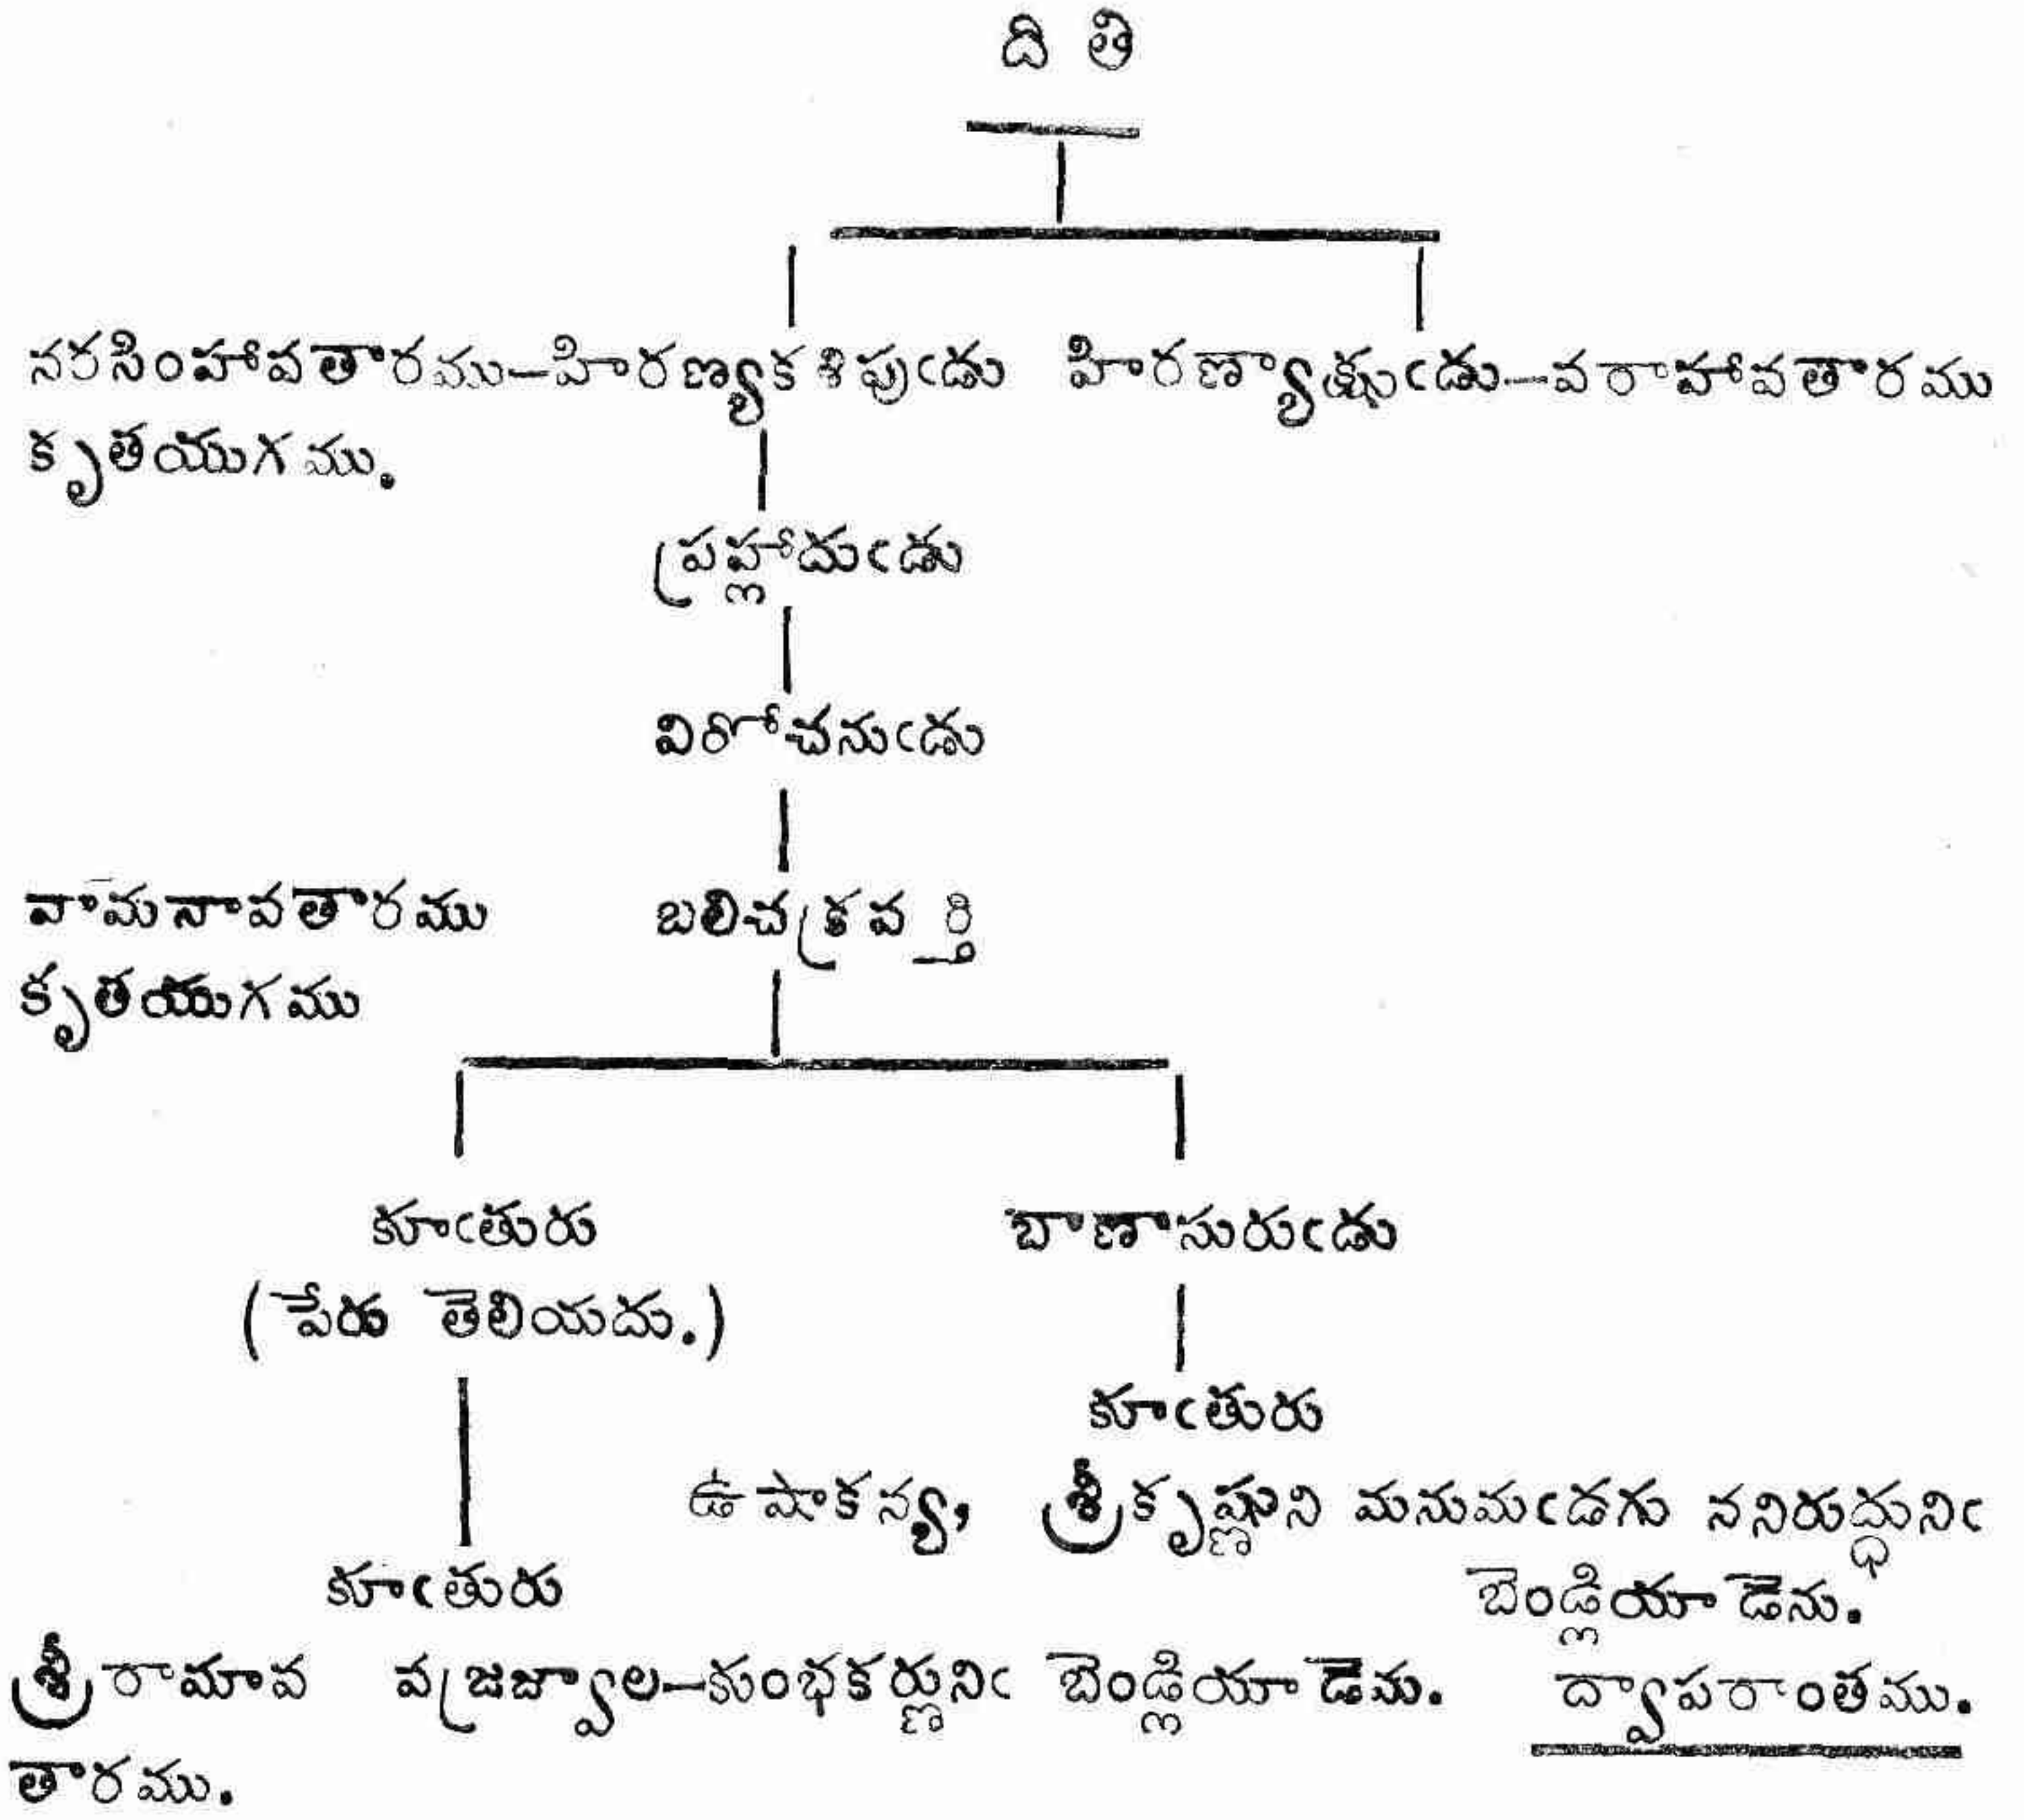 దితి
నరసింహావతారము–హిరణ్యకశిపుఁడు హిరణ్యాక్షుఁడు–వరాహావతారము
కృతయుగము.
ప్రహ్లాదుఁడు
విరోచనుఁడు
వామనావతారము బలిచక్రవర్తి
కృతయుగము
కూఁతురు బాణాసురుఁడు
(పేరు తెలియదు.)
కూఁతురు
ఉషాకన్య, శ్రీకృష్ణుని మనుమఁడగు ననిరుద్ధునిఁ
బెండ్లియాడెను.
కూఁతురు
శ్రీరామావ వజ్రజ్వాల–కుంభకర్ణునిఁ బెండ్లియాడెను. ద్వాపరాంతము.
తారము.